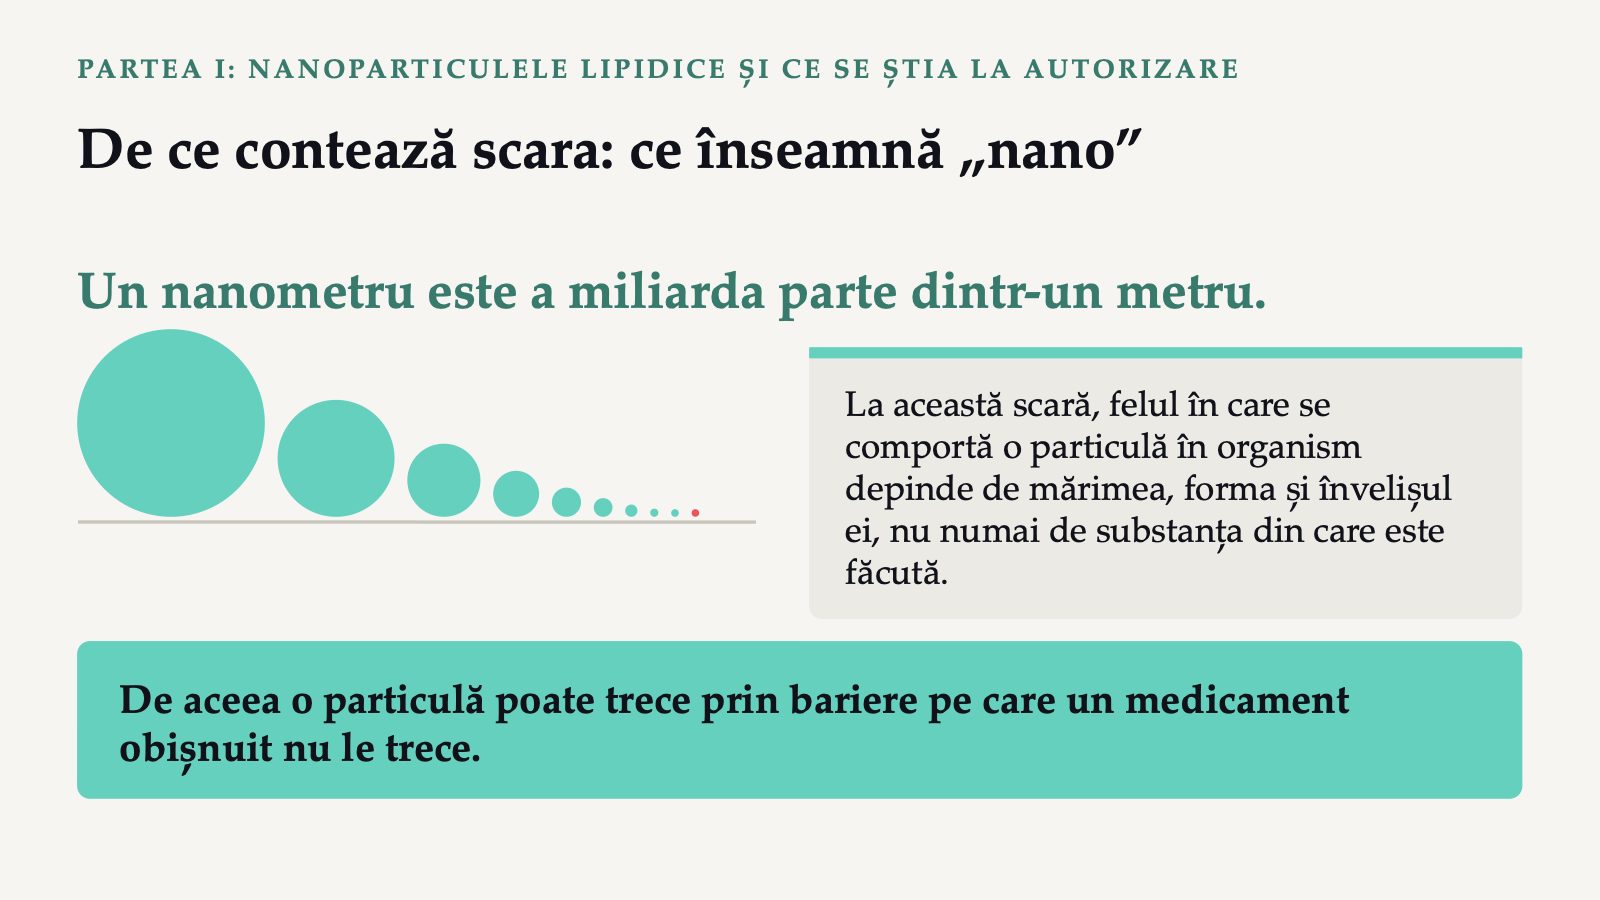 PARTEA I: NANOPARTICULELE LIPIDICE ȘI CE SE ȘTIA LA AUTORIZARE
De ce contează scara: ce înseamnă „nano”
Un nanometru este a miliarda parte dintr-un metru.
La această scară, felul în care se
comportă o particulă în organism
depinde de mărimea, forma și învelișul
ei, nu numai de substanța din care este
făcută.
De aceea o particulă poate trece prin bariere pe care un medicament
obișnuit nu le trece.